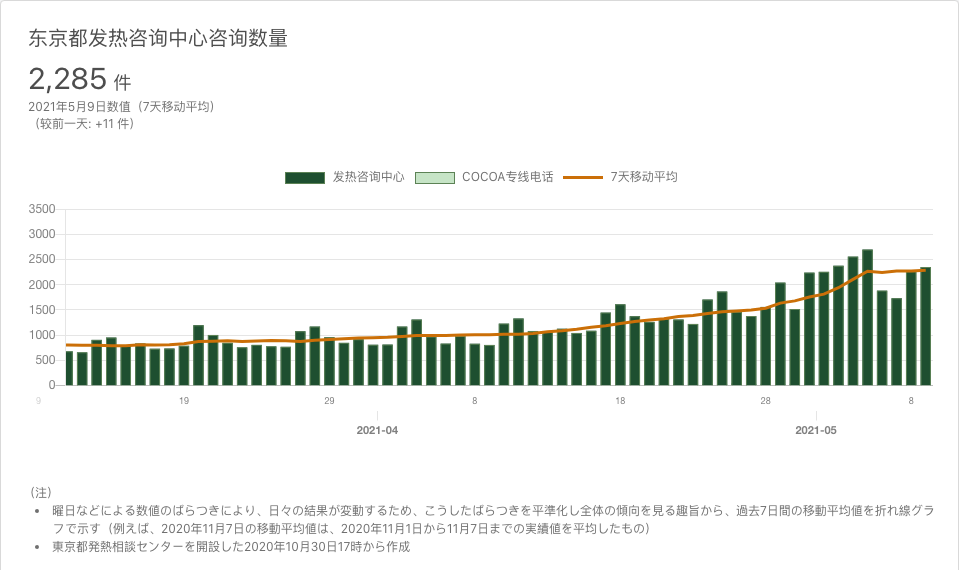 东京都发热咨询中心咨询数量
2,285 件
2021年5月9日数值（7天移动平均）
（较前一天: +11 件）
发热咨询中心 COCOA专线电话 7天移动平均
3500
3000
2500
2000
1500
1000
500
0
9 19 29 8 18 28 8
2021-04 2021-05
（注）
• 曜日などによる数値のばらつきにより、日々の結果が変動するため、こうしたばらつきを平準化し全体の傾向を見る趣旨から、過去7日間の移動平均値を折れ線グラ
フで示す（例えば、2020年11月7日の移動平均値は、2020年11月1日から11月7日までの実績値を平均したもの）
• 東京都発熱相談センターを開設した2020年10月30日17時から作成